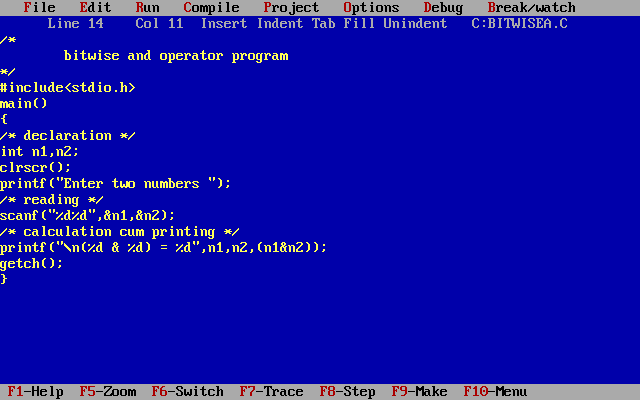 File Edit Run Compile Project Options Debug Break/watch
Line 14 Col 11 Insert Indent Tab Fill Unindent C:BITWISEA.C
/*
bitwise and operator program
*/
#include<stdio.h>
main()
{
/* declaration */
int n1,n2;
clrscr();
printf("Enter two numbers ");
/* reading */
scanf("%d%d",&n1,&n2);
/* calculation cum printing */
printf("\n(%d & %d) = %d",n1,n2,(n1&n2));
getch();
}
F1-Help F5-Zoom F6-Switch F7-Trace F8-Step F9-Make F10-Menu